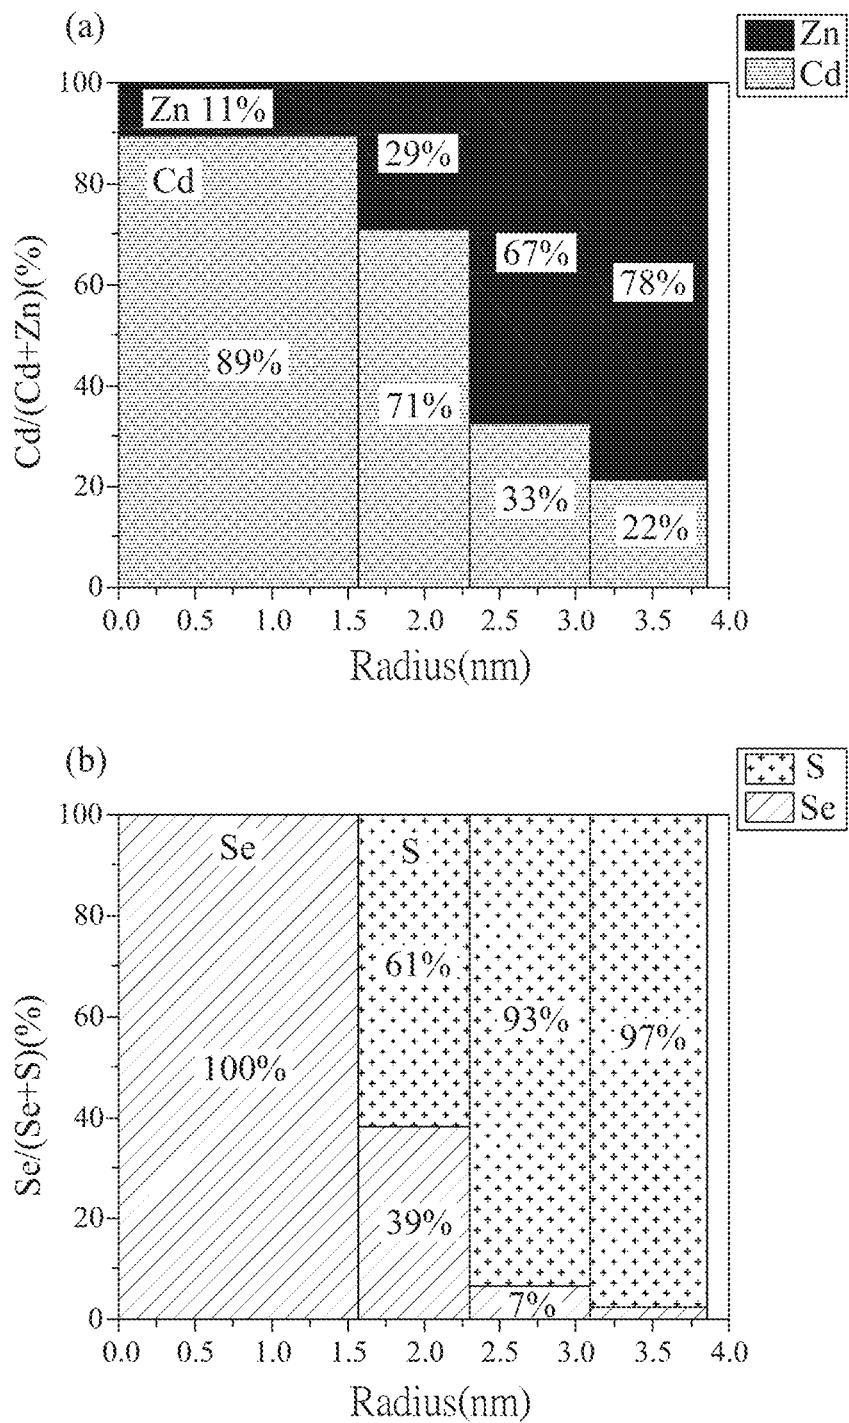 (a)
Zn
Cd
100
80
60
40
20
0
Cd/(Cd+Zn)(%)
Zn 11%
Cd
89%
29%
71%
67%
33%
78%
22%
0.0 0.5 1.0 1.5 2.0 2.5 3.0 3.5 4.0
Radius(nm)
(b)
S
Se
100
80
60
40
20
0
Se/(Se+S)(%)
Se
100%
S
61%
39%
93%
7%
97%
0.0 0.5 1.0 1.5 2.0 2.5 3.0 3.5 4.0
Radius(nm)